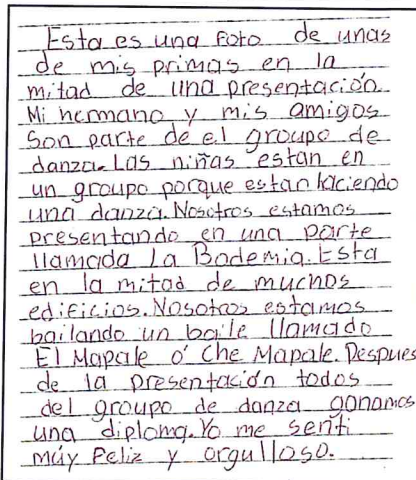 Esta es una foto de unas
de mis primas en la
mitad de una presentación.
Mi hermano y mis amigos
son parte de el groupo de
danza. Las niñas estan en
un groupo porque estan haciendo
una danza. Nosotros estamos
presentando en una parte
llamada La Bodemia. Esta
en la mitad de muchos
edificios. Nosotros estamos
bailando un baile llamado
El Mapale o' Che Mapale. Despues
de la presentación todos
del groupo de danza ganamos
una diploma. Yo me senti
múy feliz y orgulloso.